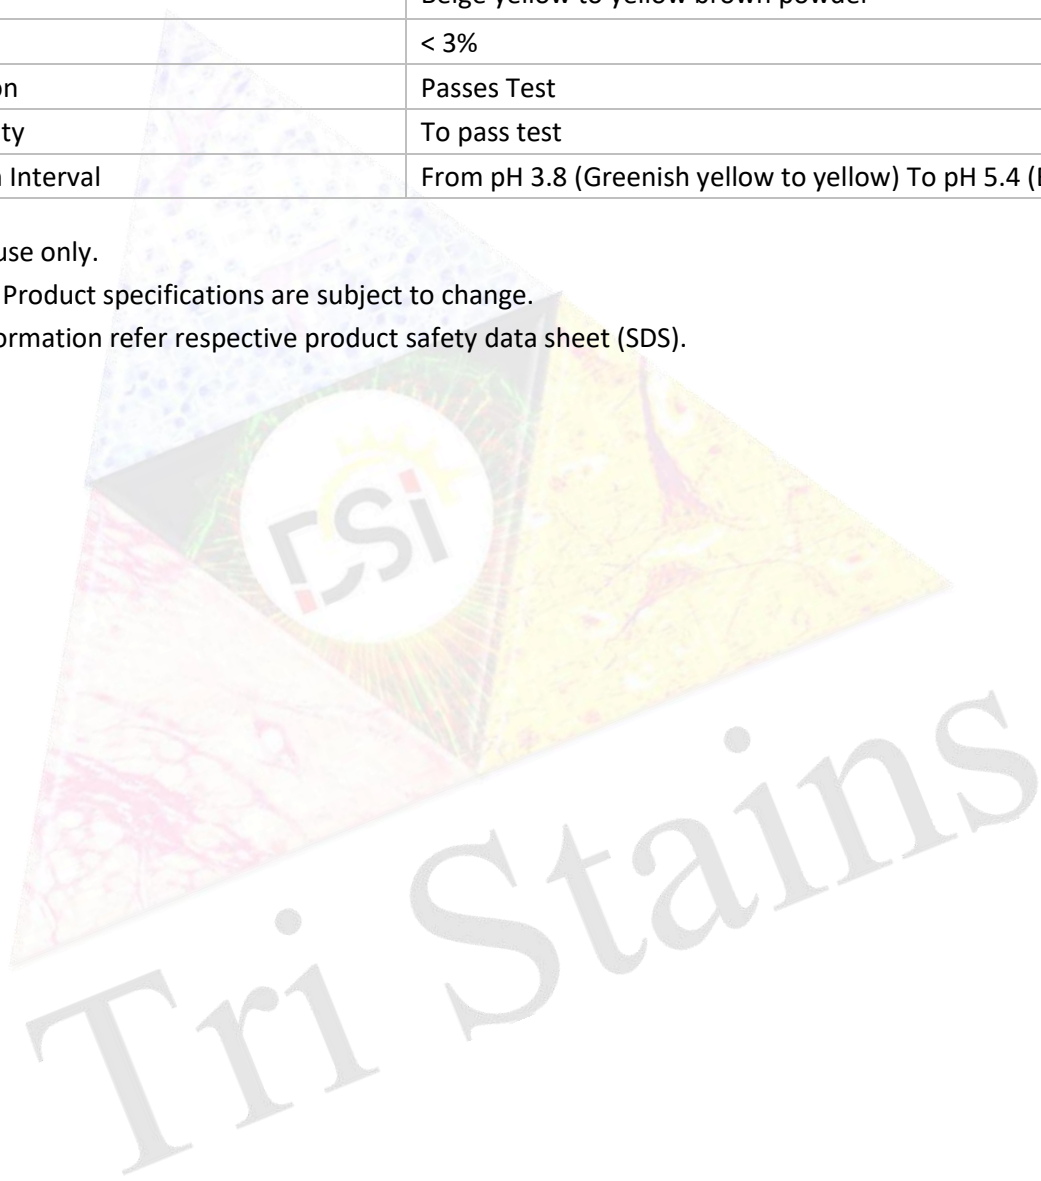 Beige yellow to yellow brown powder
< 3%
on Passes Test
ty To pass test
Interval From pH 3.8 (Greenish yellow to yellow) To pH 5.4 (
use only.
Product specifications are subject to change.
ormation refer respective product safety data sheet (SDS).
DSi
Tri Stains